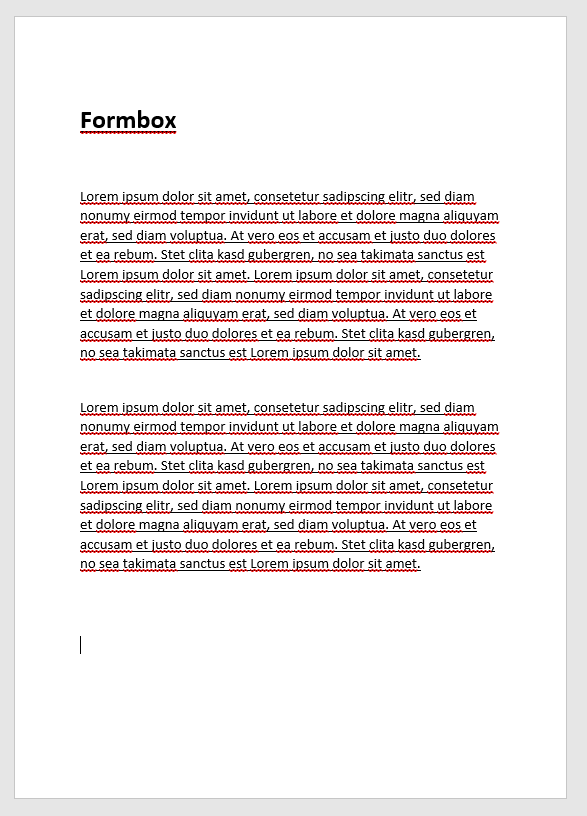 Formbox
Lorem ipsum dolor sit amet, consetetur sadipscing elitr, sed diam
nonumy eirmod tempor invidunt ut labore et dolore magna aliquyam
erat, sed diam voluptua. At vero eos et accusam et justo duo dolores
et ea rebum. Stet clita kasd gubergren, no sea takimata sanctus est
Lorem ipsum dolor sit amet. Lorem ipsum dolor sit amet, consetetur
sadipscing elitr, sed diam nonumy eirmod tempor invidunt ut labore
et dolore magna aliquyam erat, sed diam voluptua. At vero eos et
accusam et justo duo dolores et ea rebum. Stet clita kasd gubergren,
no sea takimata sanctus est Lorem ipsum dolor sit amet.
Lorem ipsum dolor sit amet, consetetur sadipscing elitr, sed diam
nonumy eirmod tempor invidunt ut labore et dolore magna aliquyam
erat, sed diam voluptua. At vero eos et accusam et justo duo dolores
et ea rebum. Stet clita kasd gubergren, no sea takimata sanctus est
Lorem ipsum dolor sit amet. Lorem ipsum dolor sit amet, consetetur
sadipscing elitr, sed diam nonumy eirmod tempor invidunt ut labore
et dolore magna aliquyam erat, sed diam voluptua. At vero eos et
accusam et justo duo dolores et ea rebum. Stet clita kasd gubergren,
no sea takimata sanctus est Lorem ipsum dolor sit amet.